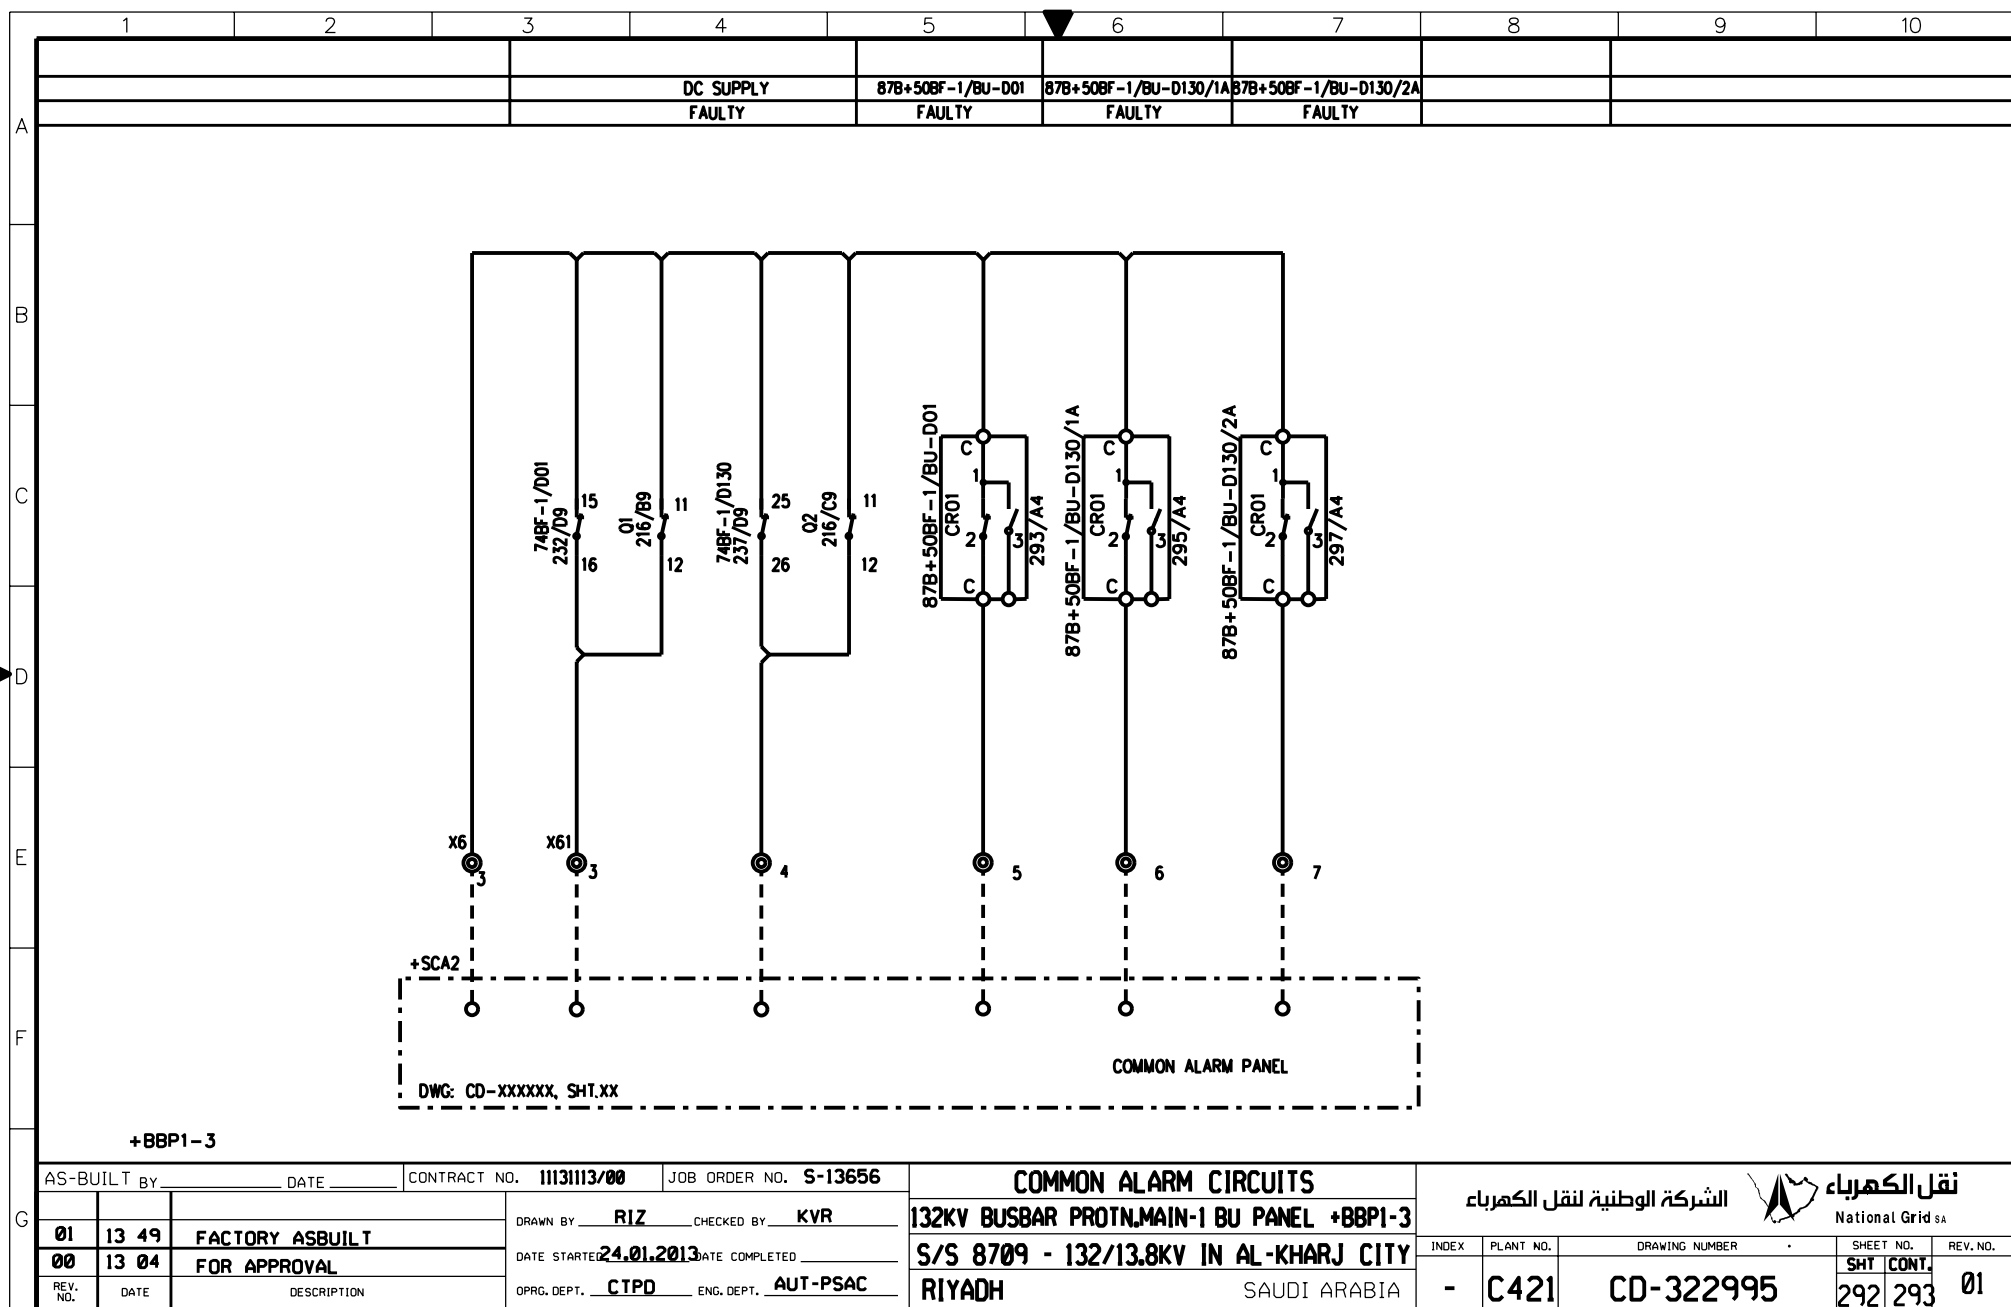 1 2 3 4 5 6 7 8 9 10
DC SUPPLY 87B+50BF-1/BU-D01 87B+50BF-1/BU-D130/1A 87B+50BF-1/BU-D130/2A
FAULTY FAULTY FAULTY FAULTY
A
B
C
D
E
F
G
74BF-1/D01
232/D9
15
16
Q1
216/B9
11
12
74BF-1/D130
237/D9
25
26
Q2
216/C9
11
12
87B+50BF-1/BU-D01
CR01
C
1
2
3
C
293/A4
87B+50BF-1/BU-D130/1A
CR01
C
1
2
3
C
295/A4
87B+50BF-1/BU-D130/2A
CR01
C
1
2
3
C
297/A4
X6 X61
3 3 4 5 6 7
+SCA2
COMMON ALARM PANEL
DWG: CD-XXXXXX, SHT.XX
+BBP1-3
AS-BUILT BY DATE
CONTRACT NO. 11131113/00
JOB ORDER NO. S-13656
01 13 49 FACTORY ASBUILT
00 13 04 FOR APPROVAL
REV. NO. DATE DESCRIPTION
DRAWN BY RIZ CHECKED BY KVR
DATE STARTED 24.01.2013 DATE COMPLETED
OPRG. DEPT. CTPD ENG. DEPT. AUT-PSAC
COMMON ALARM CIRCUITS
132KV BUSBAR PROTN.MAIN-1 BU PANEL +BBP1-3
S/S 8709 - 132/13.8KV IN AL-KHARJ CITY
RIYADH SAUDI ARABIA
الشركة الوطنية لنقل الكهرباء
نقل الكهرباء
National Grid SA
INDEX PLANT NO. DRAWING NUMBER SHEET NO. REV. NO.
SHT CONT.
- C421 CD-322995 292 293 01